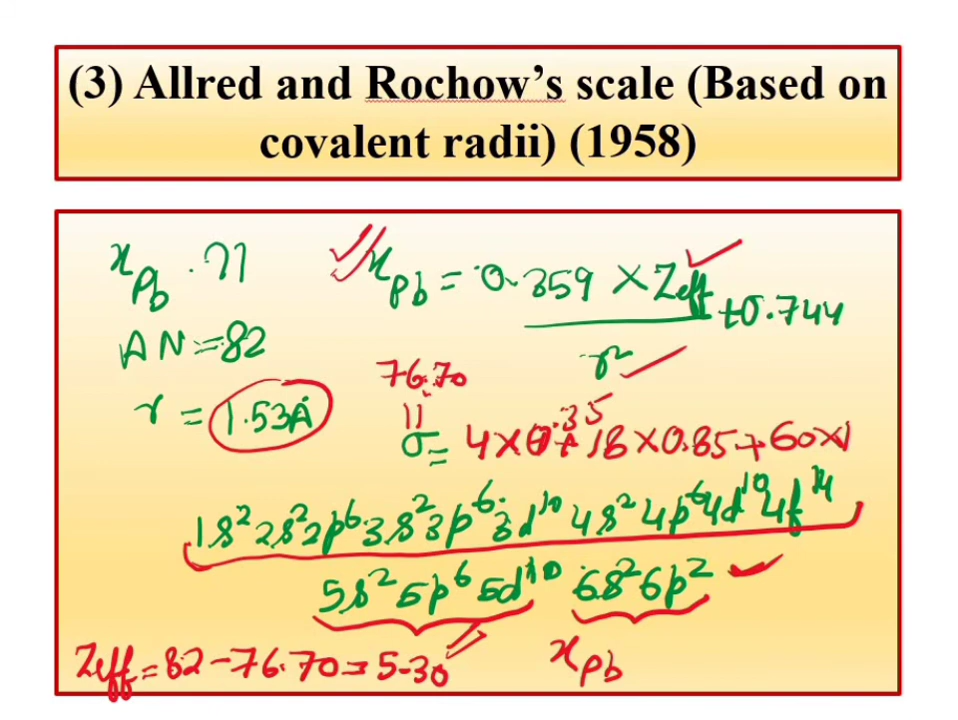 (3) Allred and Rochow's scale (Based on
covalent radii) (1958)
x_Pb = ?? x_Pb = 0.359 × Zeff / r² + 0.744
AN = 82
r = 1.53Å
76.70
||
σ = 4×0.35 + 18×0.85 + 60×1
1s² 2s² 2p⁶ 3s² 3p⁶ 3d¹⁰ 4s² 4p⁶ 4d¹⁰ 4f¹⁴
5s² 5p⁶ 5d¹⁰ 6s² 6p²
Zeff = 82 - 76.70 = 5.30 x_Pb